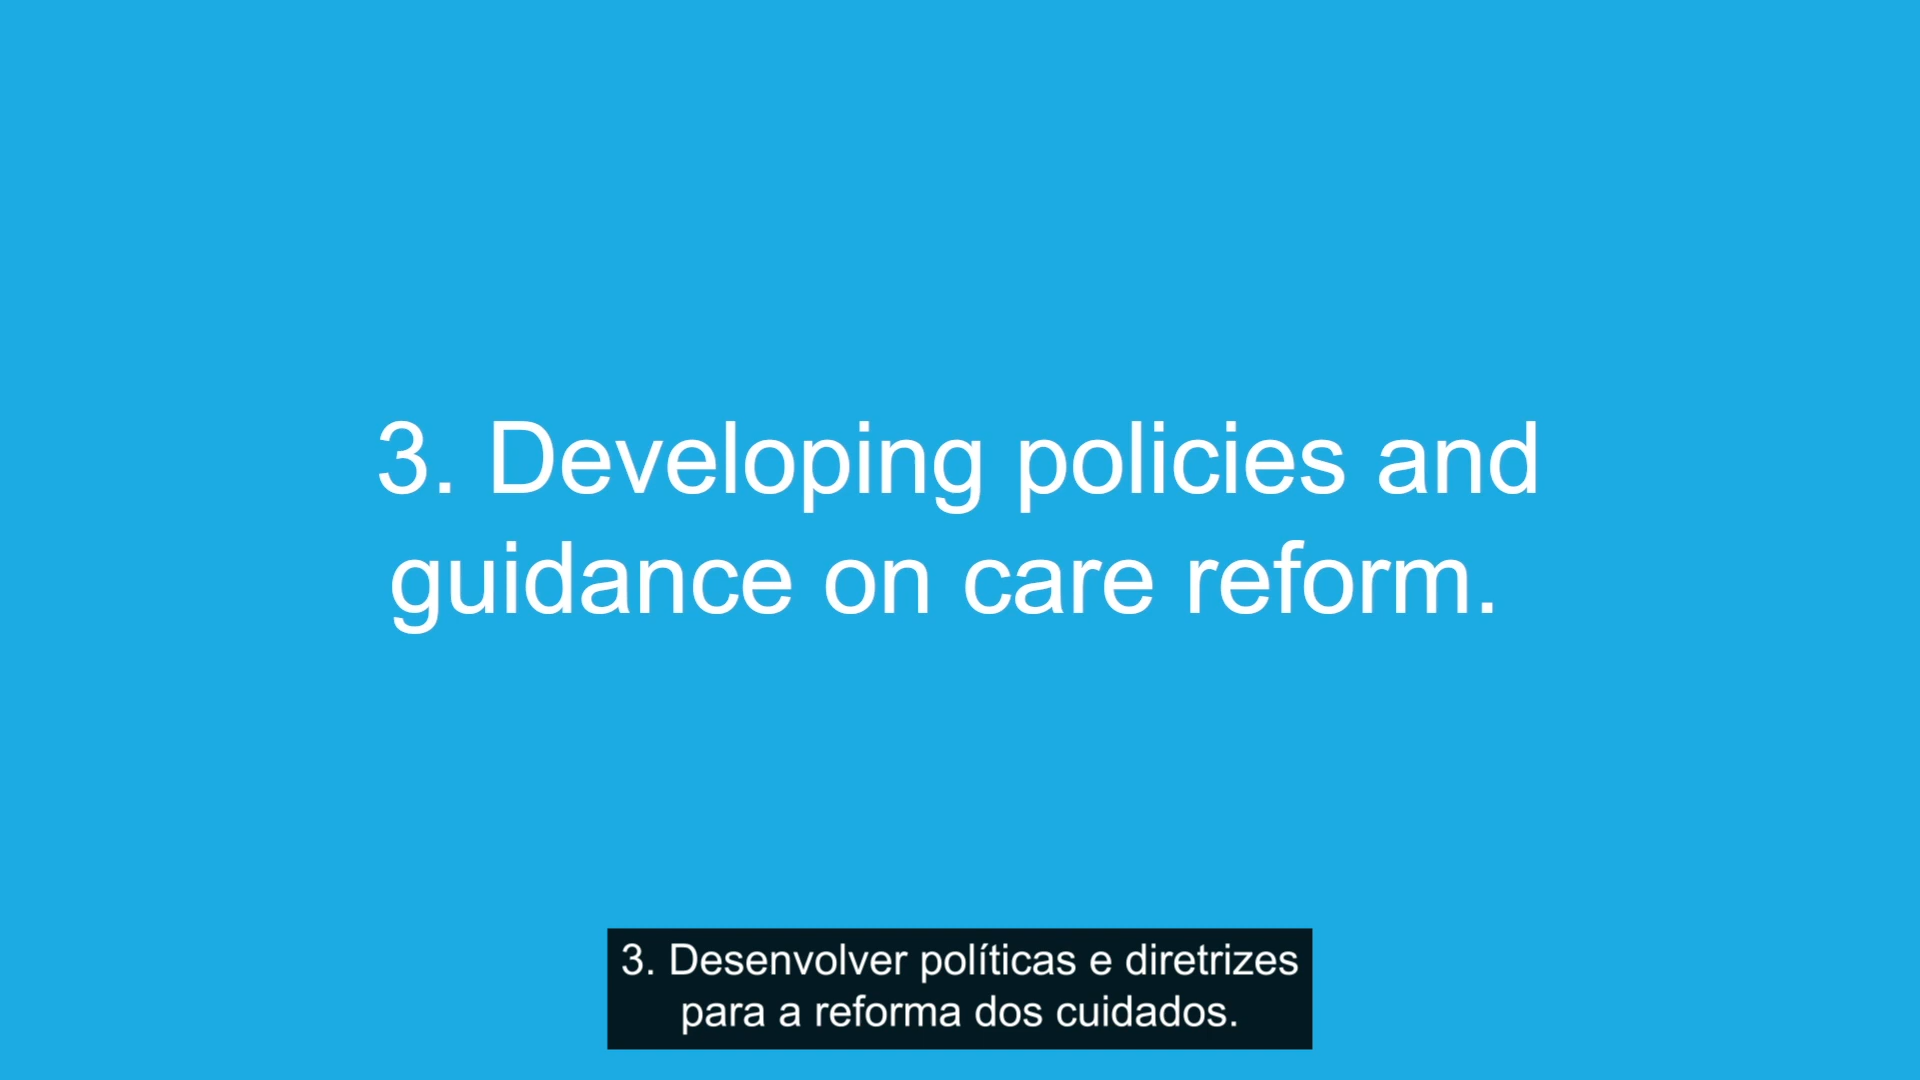 3. Developing policies and
guidance on care reform.
3. Desenvolver políticas e diretrizes
para a reforma dos cuidados.